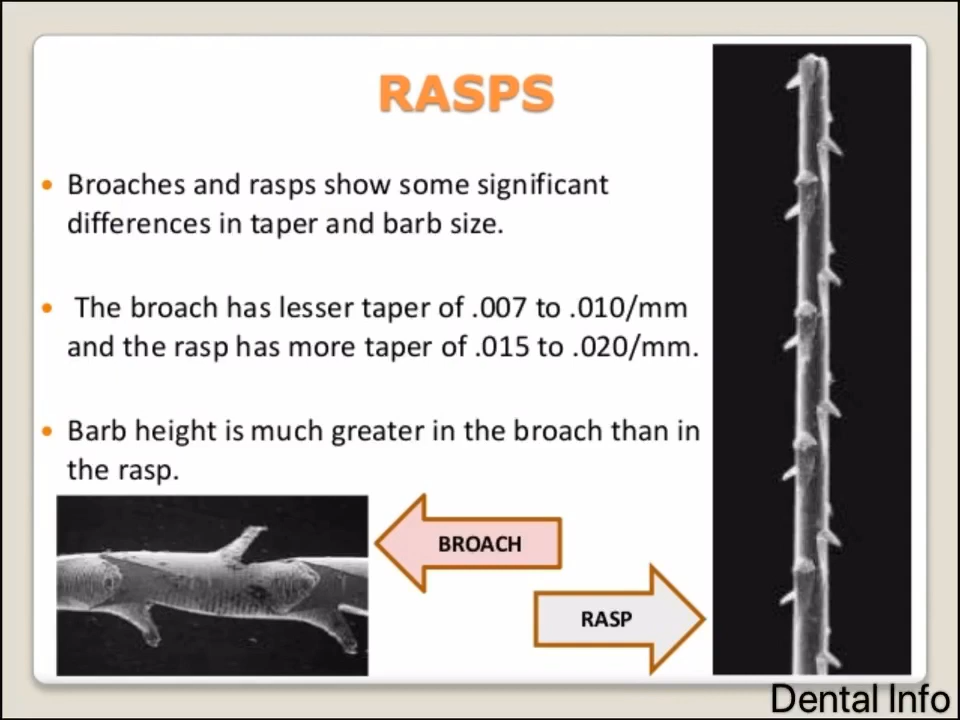 RASPS
Broaches and rasps show some significant
differences in taper and barb size.
The broach has lesser taper of .007 to .010/mm
and the rasp has more taper of .015 to .020/mm.
Barb height is much greater in the broach than in
the rasp.
BROACH
RASP
Dental Info